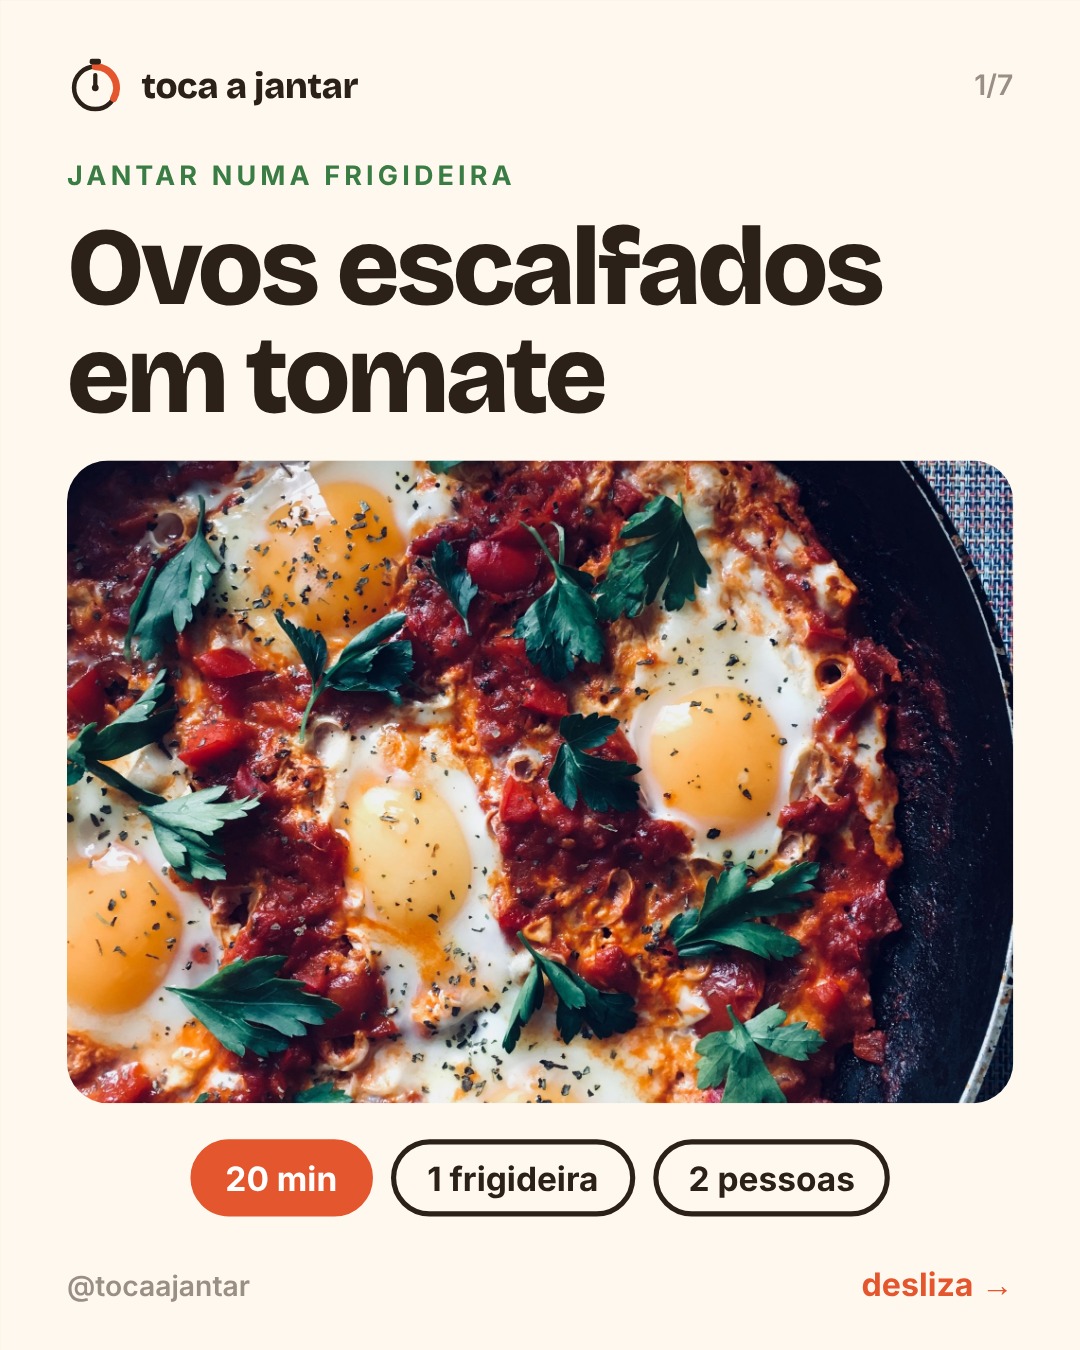 toca a jantar
1/7
JANTAR NUMA FRIGIDEIRA
Ovos escalfados
em tomate
20 min
1 frigideira
2 pessoas
@tocaajantar
desliza →